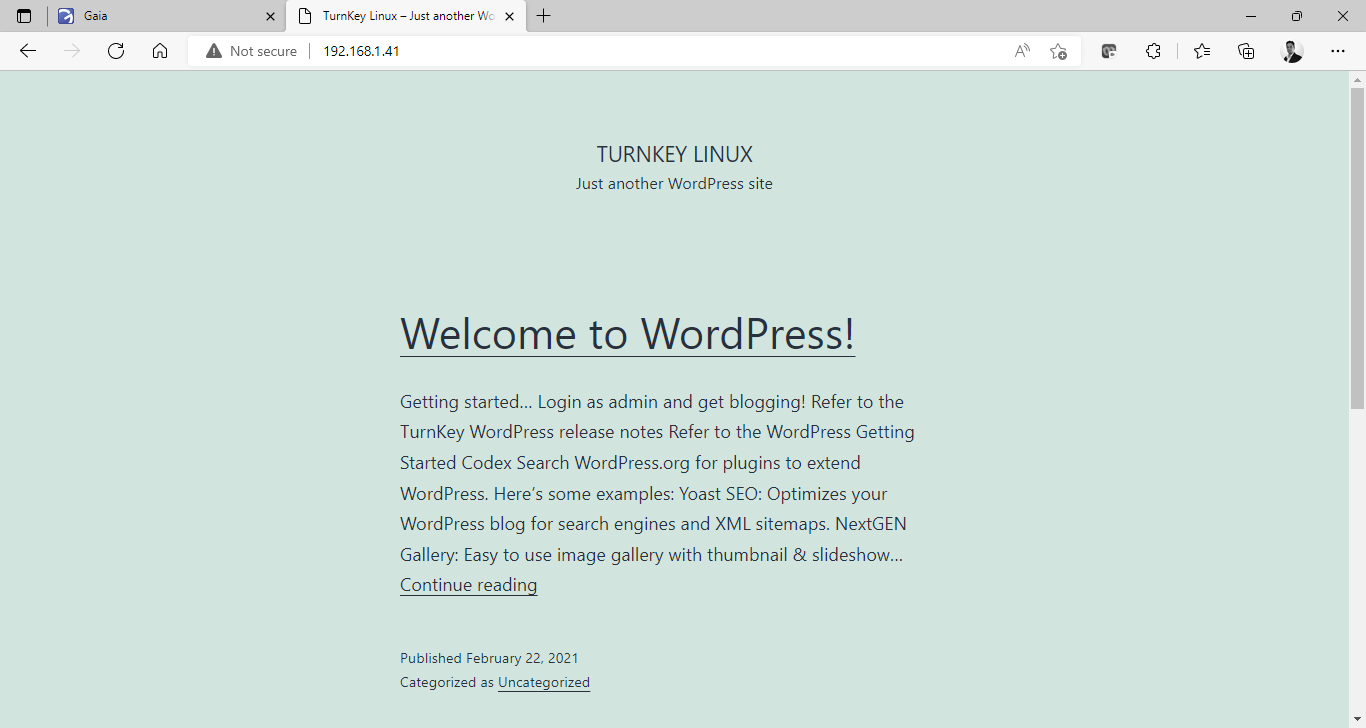 Gaia
TurnKey Linux – Just another Wo
Not secure
192.168.1.41
TURNKEY LINUX
Just another WordPress site
Welcome to WordPress!
Getting started… Login as admin and get blogging! Refer to the
TurnKey WordPress release notes Refer to the WordPress Getting
Started Codex Search WordPress.org for plugins to extend
WordPress. Here’s some examples: Yoast SEO: Optimizes your
WordPress blog for search engines and XML sitemaps. NextGEN
Gallery: Easy to use image gallery with thumbnail & slideshow…
Continue reading
Published February 22, 2021
Categorized as Uncategorized